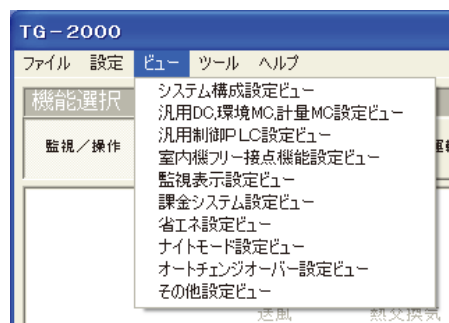 TG-2000
ファイル 設定 ビュー ツール ヘルプ
機能選択
監視/操作
システム構成設定ビュー
汎用DC,環境MC,計量MC設定ビュー
汎用制御PLC設定ビュー
室内機フリー接点機能設定ビュー
監視表示設定ビュー
課金システム設定ビュー
省エネ設定ビュー
ナイトモード設定ビュー
オートチェンジオーバー設定ビュー
その他設定ビュー
送風 熱交換気